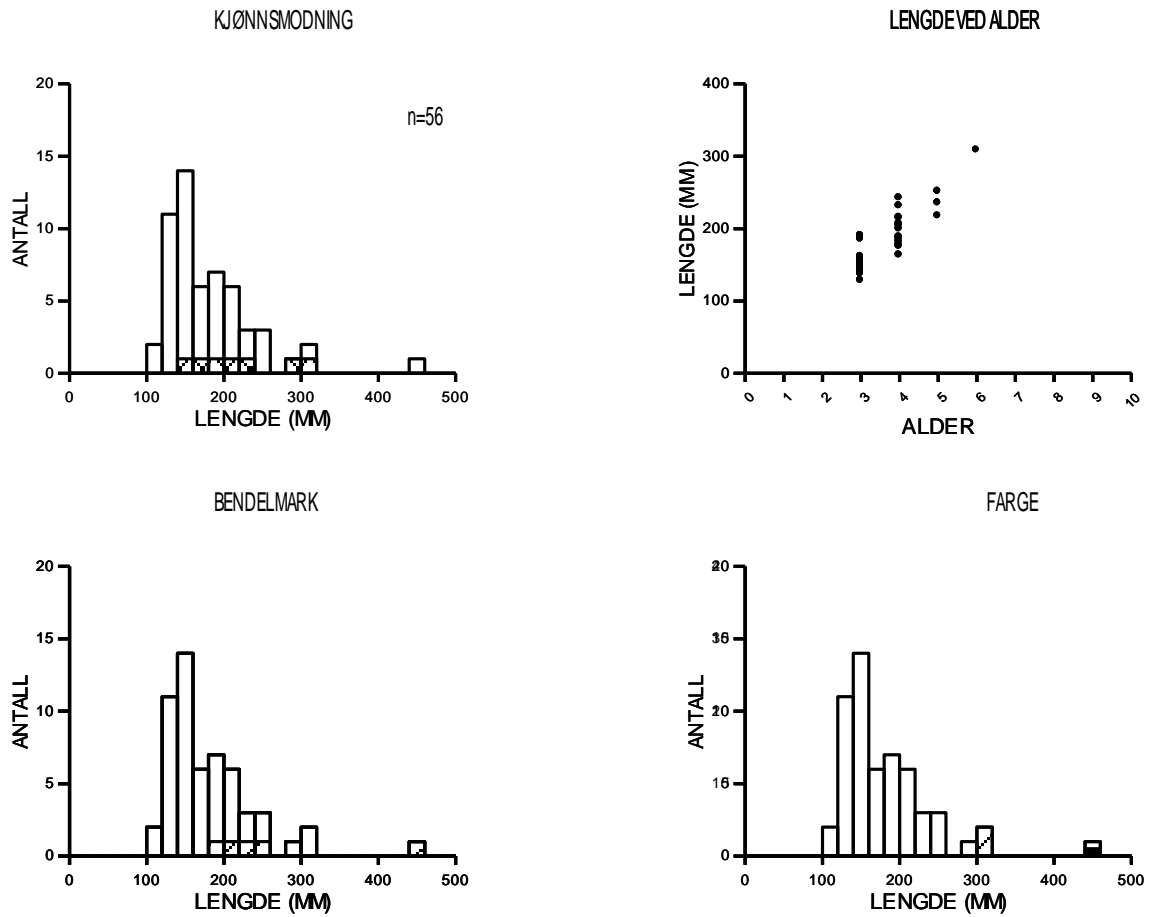 KJØNNSMODNING
n=56
20
15
10
5
0
ANTALL
0 100 200 300 400 500
LENGDE (MM)
LENGDE VED ALDER
400
300
200
100
0
LENGDE (MM)
0 1 2 3 4 5 6 7 8 9 10
ALDER
BENDELMARK
20
15
10
5
0
ANTALL
0 100 200 300 400 500
LENGDE (MM)
FARGE
0
ANTALL
0 100 200 300 400 500
LENGDE (MM)